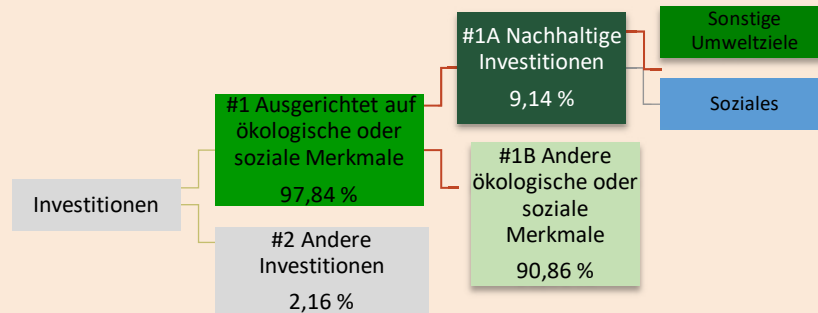 Investitionen
#1 Ausgerichtet auf
ökologische oder
soziale Merkmale
97,84 %
#2 Andere
Investitionen
2,16 %
#1A Nachhaltige
Investitionen
9,14 %
#1B Andere
ökologische oder
soziale
Merkmale
90,86 %
Sonstige
Umweltziele
Soziales